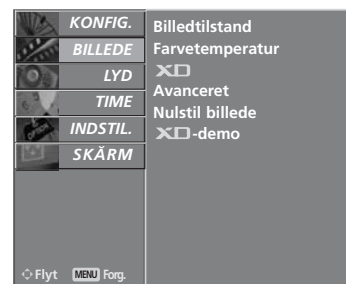 KONFIG.
BILLEDE
LYD
TIME
INDSTIL.
SKÄRM
Flyt MENU Forg.
Billedtilstand
Farvetemperatur
XD
Avanceret
Nulstil billede
XD-demo